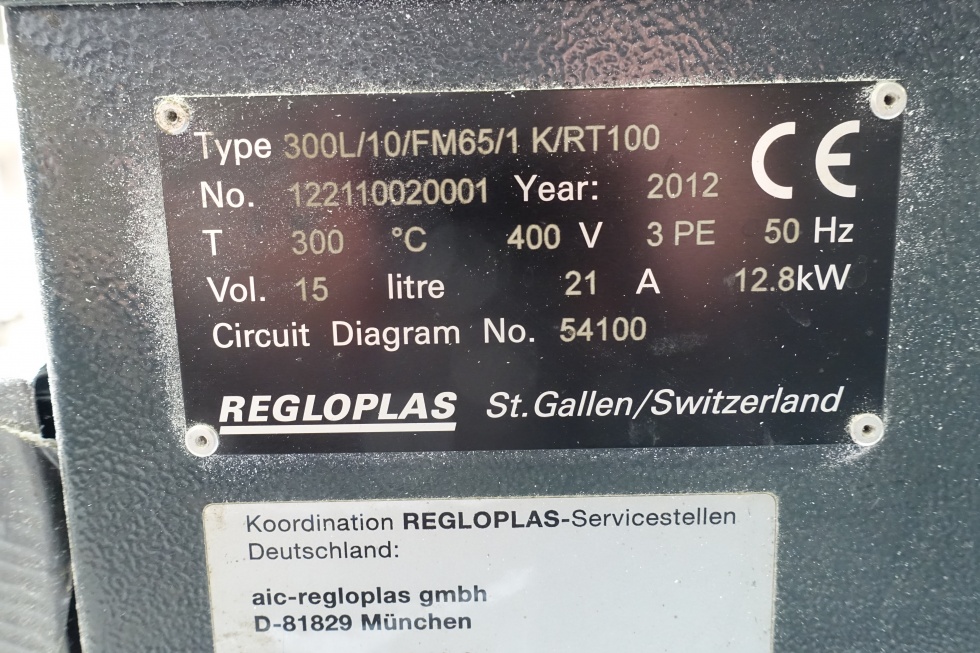 Type 300L/10/FM65/1 K/RT100
CE
No. 122110020001 Year: 2012
T 300 °C 400 V 3 PE 50 Hz
Vol. 15 litre 21 A 12.8kW
Circuit Diagram No. 54100
REGLOPLAS St.Gallen/Switzerland
Koordination REGLOPLAS-Servicestellen
Deutschland:
aic-regloplas gmbh
D-81829 München